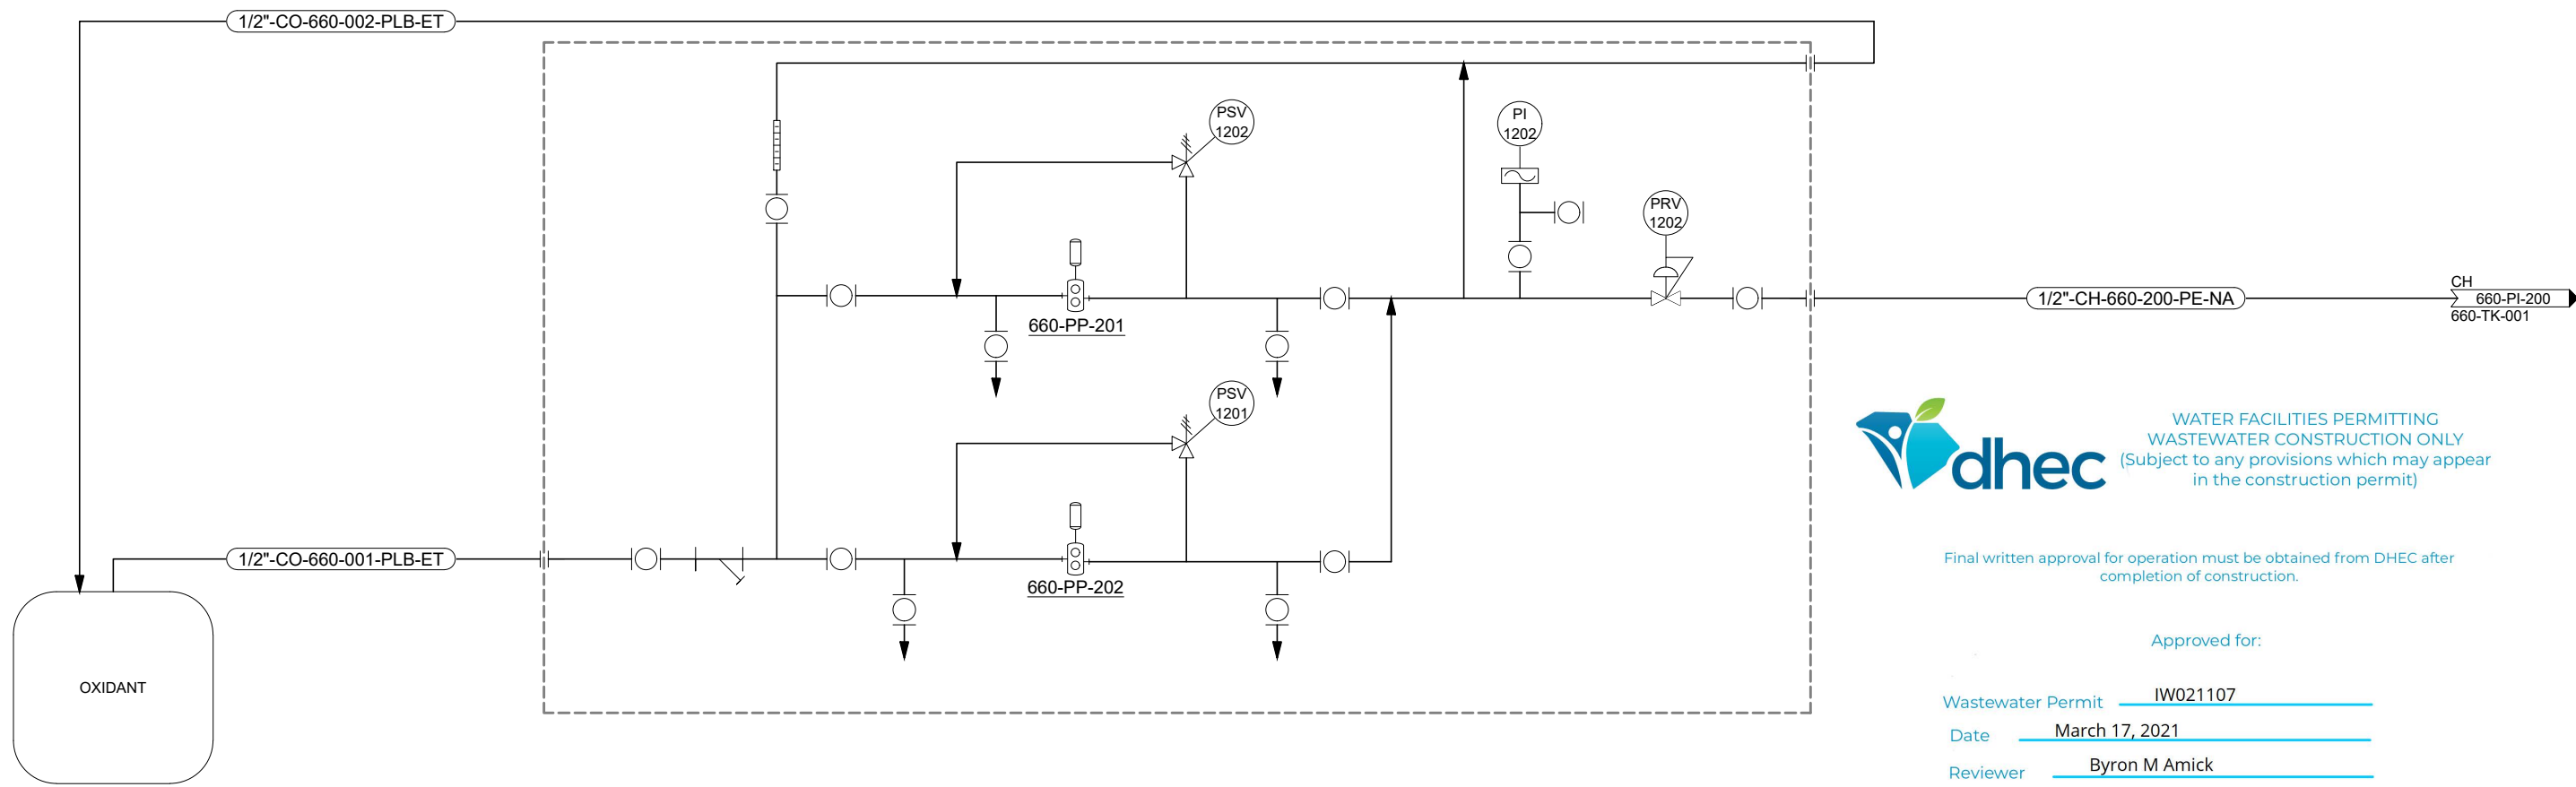 1/2"-CO-660-002-PLB-ET
PSV
1202
PI
1202
PRV
1202
660-PP-201
1/2"-CH-660-200-PE-NA
CH
660-PI-200
660-TK-001
PSV
1201
1/2"-CO-660-001-PLB-ET
660-PP-202
OXIDANT
dhec
WATER FACILITIES PERMITTING
WASTEWATER CONSTRUCTION ONLY
(Subject to any provisions which may appear
in the construction permit)
Final written approval for operation must be obtained from DHEC after
completion of construction.
Approved for:
Wastewater Permit IW021107
Date March 17, 2021
Reviewer Byron M Amick